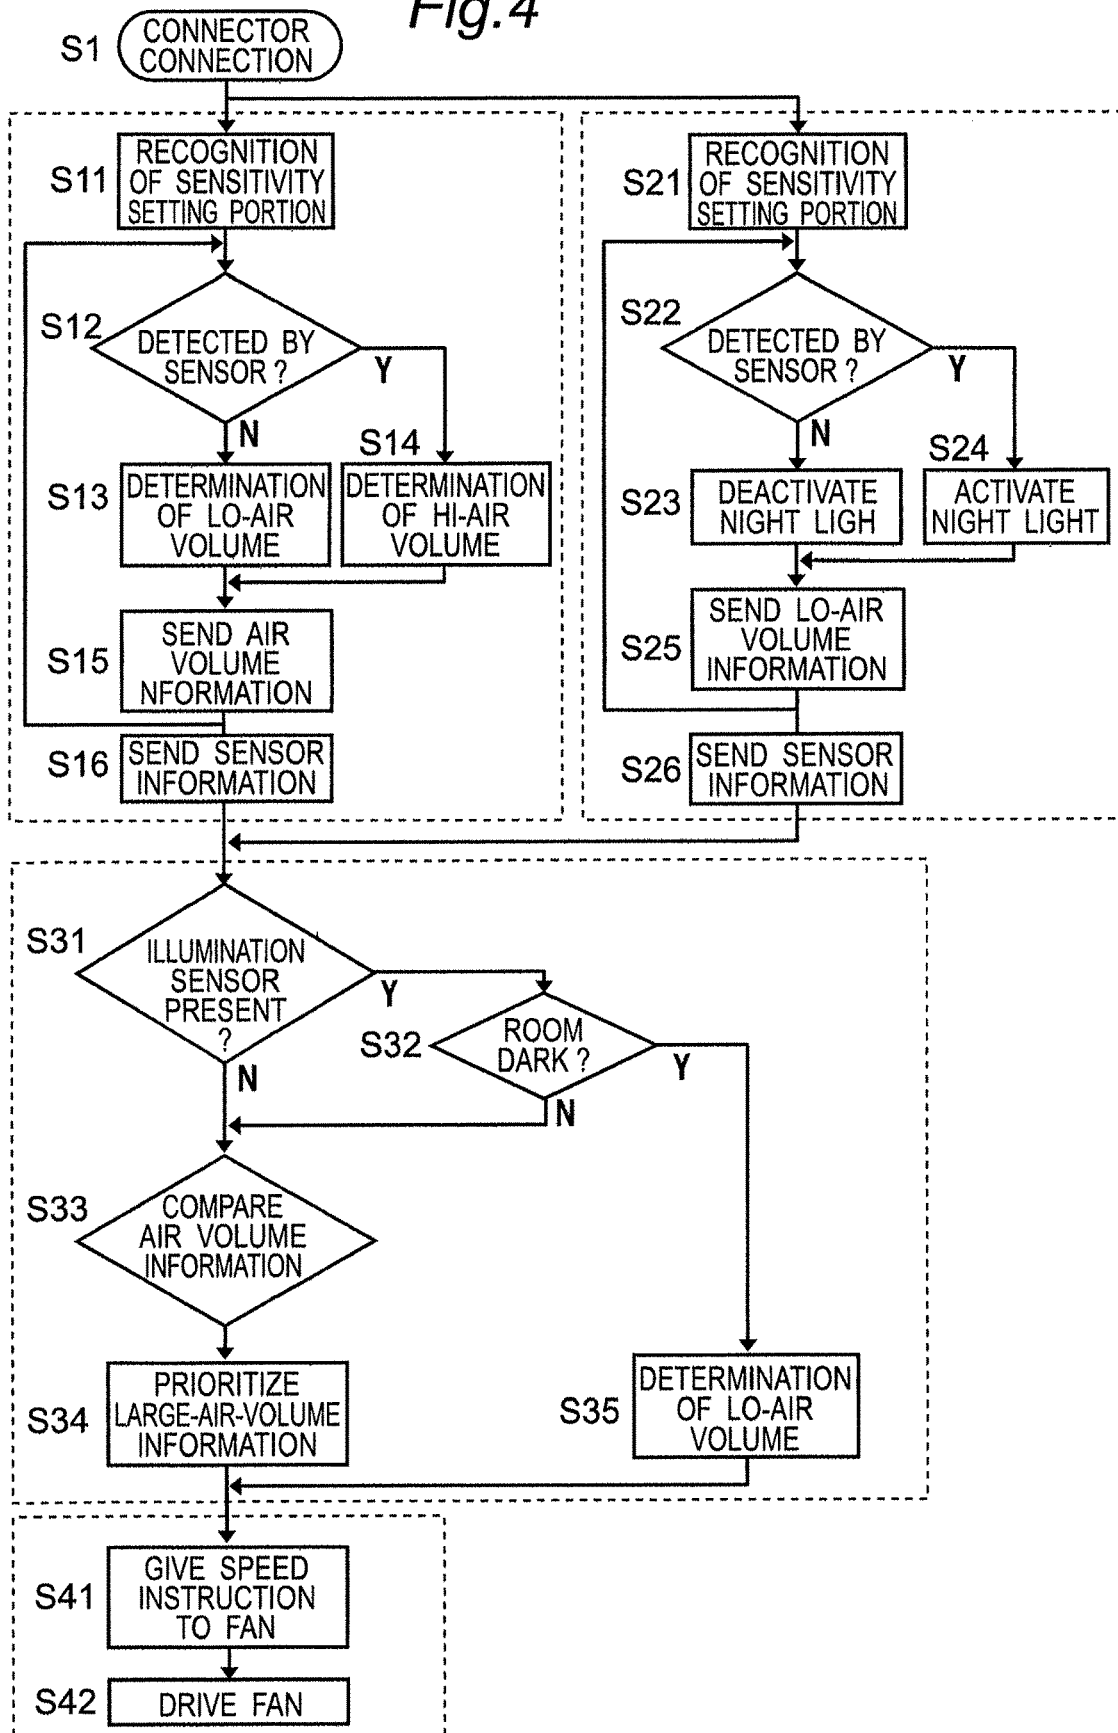 Fig.4
S1
CONNECTOR
CONNECTION
S11
RECOGNITION
OF SENSITIVITY
SETTING PORTION
S12
DETECTED BY
SENSOR ?
Y
N
S13
DETERMINATION
OF LO-AIR
VOLUME
S14
DETERMINATION
OF HI-AIR
VOLUME
S15
SEND AIR
VOLUME
NFORMATION
S16
SEND SENSOR
INFORMATION
S21
RECOGNITION
OF SENSITIVITY
SETTING PORTION
S22
DETECTED BY
SENSOR ?
Y
N
S23
DEACTIVATE
NIGHT LIGH
S24
ACTIVATE
NIGHT LIGHT
S25
SEND LO-AIR
VOLUME
INFORMATION
S26
SEND SENSOR
INFORMATION
S31
ILLUMINATION
SENSOR
PRESENT
?
Y
N
S32
ROOM
DARK ?
Y
N
S33
COMPARE
AIR VOLUME
INFORMATION
S34
PRIORITIZE
LARGE-AIR-VOLUME
INFORMATION
S35
DETERMINATION
OF LO-AIR
VOLUME
S41
GIVE SPEED
INSTRUCTION
TO FAN
S42
DRIVE FAN